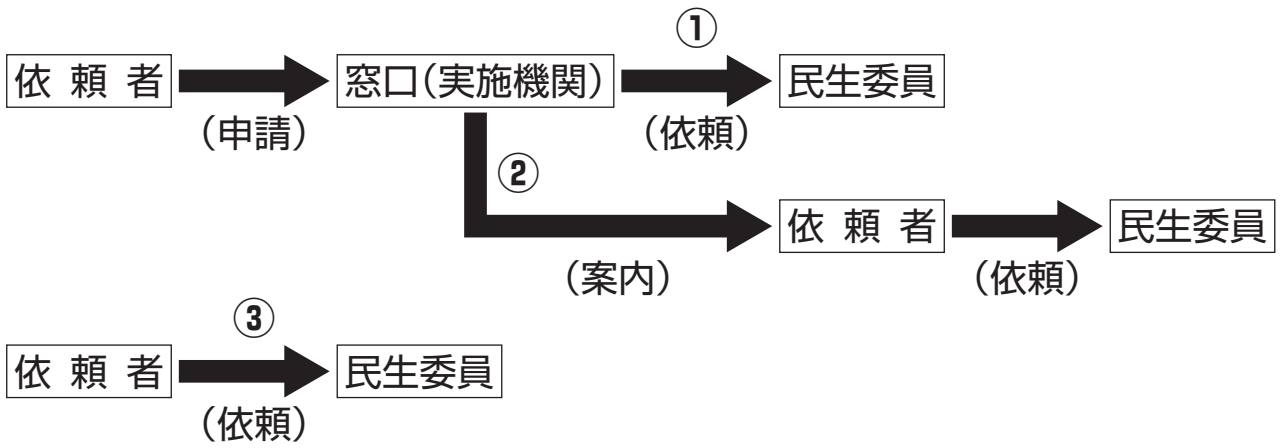 ①
依頼者 窓口(実施機関) 民生委員
(申請) (依頼)
②
依頼者 民生委員
(案内) (依頼)
③
依頼者 民生委員
(依頼)